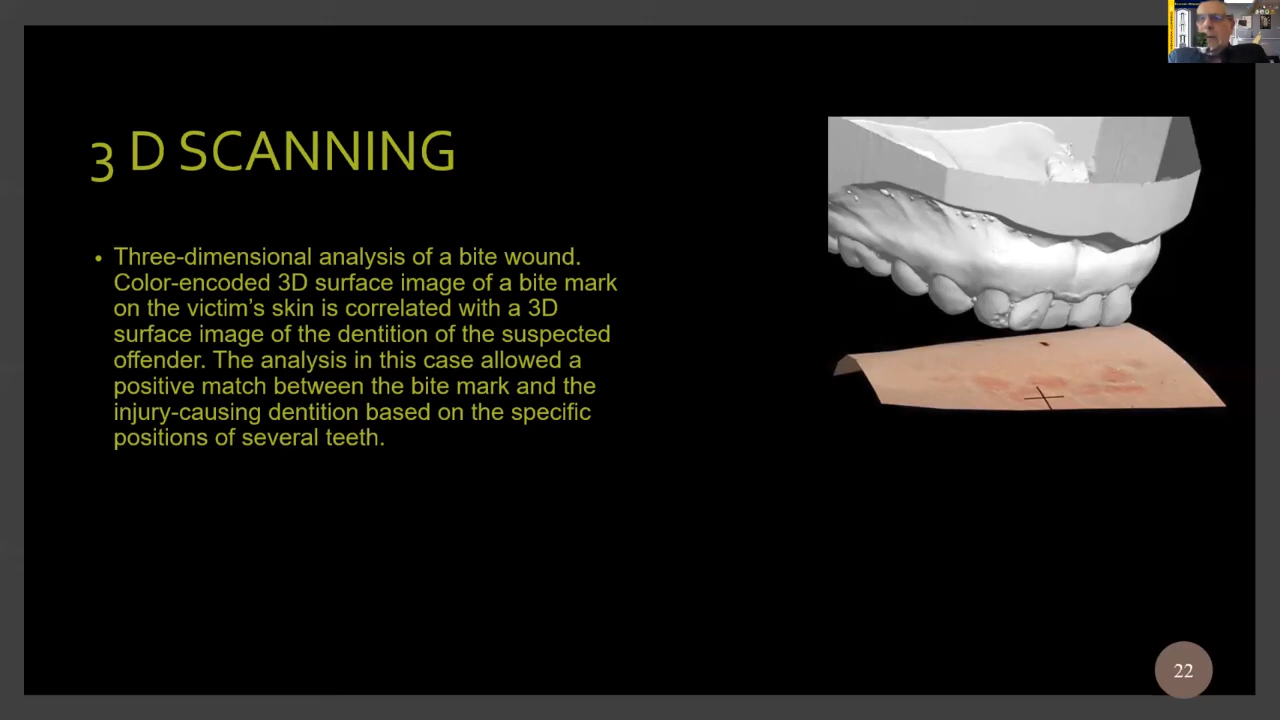 3 D SCANNING
• Three-dimensional analysis of a bite wound.
Color-encoded 3D surface image of a bite mark
on the victim's skin is correlated with a 3D
surface image of the dentition of the suspected
offender. The analysis in this case allowed a
positive match between the bite mark and the
injury-causing dentition based on the specific
positions of several teeth.
22